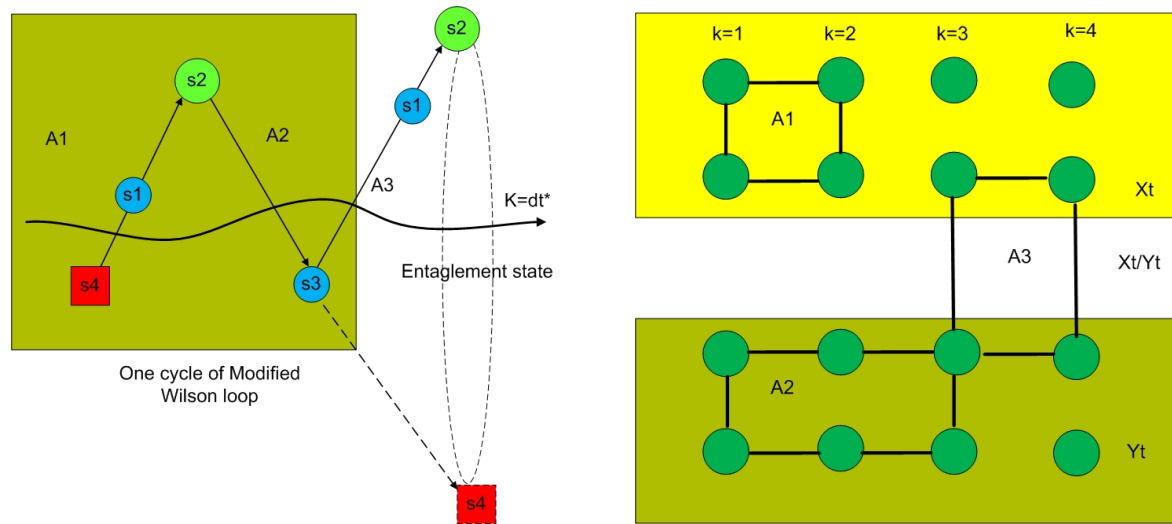 s2
s2
A1
A2
s1
s1
A3
K=dt*
s4
s3
Entaglement state
One cycle of Modified
Wilson loop
s4
k=1
k=2
k=3
k=4
A1
Xt
A3
Xt/Yt
A2
Yt